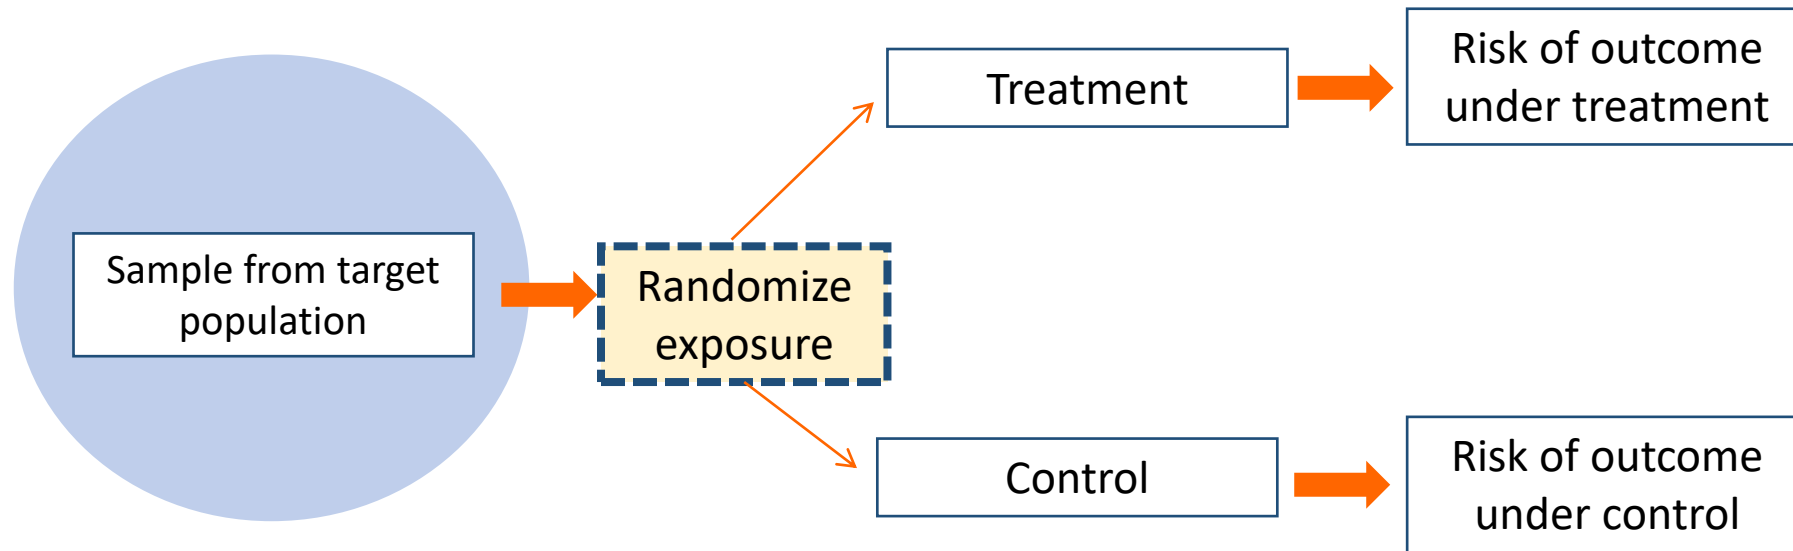 Sample from target
population
Randomize
exposure
Treatment
Risk of outcome
under treatment
Control
Risk of outcome
under control